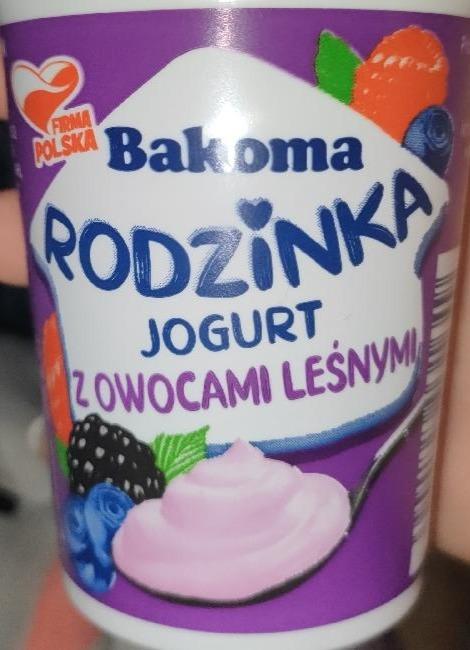 FIRMA
POLSKA
Bakoma
RODZiNKA
JOGURT
Z OWOCAMI LEŚNYMI